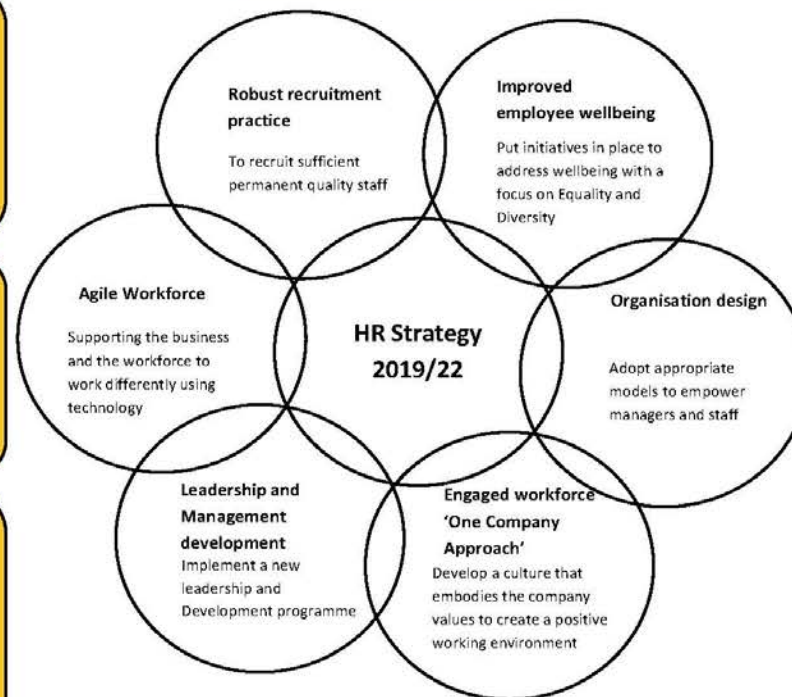 Robust recruitment
practice
To recruit sufficient
permanent quality staff
Improved
employee wellbeing
Put initiatives in place to
address wellbeing with a
focus on Equality and
Diversity
Agile Workforce
Supporting the business
and the workforce to
work differently using
technology
HR Strategy
2019/22
Organisation design
Adopt appropriate
models to empower
managers and staff
Leadership and
Management
development
Implement a new
leadership and
Development programme
Engaged workforce
'One Company
Approach'
Develop a culture that
embodies the company
values to create a positive
working environment